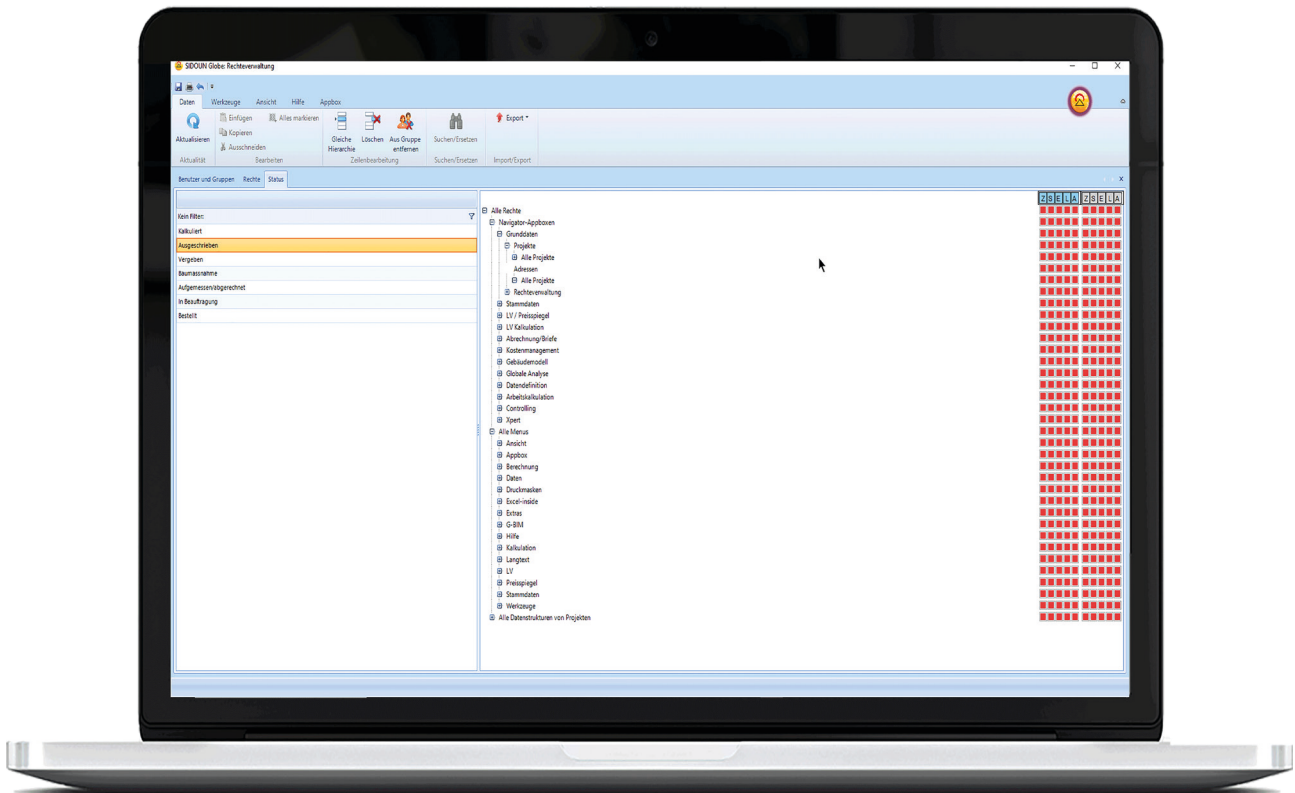 SIDOUN Globe: Rechteverwaltung
Daten Werkzeuge Ansicht Hilfe Appbox
Aktualisieren
Einfügen
Kopieren
Ausschneiden
Alles markieren
Gleiche Hierarchie
Löschen
Aus Gruppe entfernen
Suchen/Ersetzen
Export
Aktualität Bearbeiten Zeilenbearbeitung Suchen/Ersetzen Import/Export
Benutzer und Gruppen Rechte Status
Kein Filter:
Kalkuliert
Ausgeschrieben
Vergeben
Baumassnahme
Aufgemessen/abgerechnet
In Beauftragung
Bestellt
Z S E L A Z S E L A
Alle Rechte
Navigator-Appboxen
Grunddaten
Projekte
Alle Projekte
Adressen
Alle Projekte
Rechteverwaltung
Stammdaten
LV / Preisspiegel
LV Kalkulation
Abrechnung/Briefe
Kostenmanagement
Gebäudemodell
Globale Analyse
Datendefinition
Arbeitskalkulation
Controlling
Xpert
Alle Menus
Ansicht
Appbox
Berechnung
Daten
Druckmasken
Excel-inside
Extras
G-BIM
Hilfe
Kalkulation
Langtext
LV
Preisspiegel
Stammdaten
Werkzeuge
Alle Datenstrukturen von Projekten